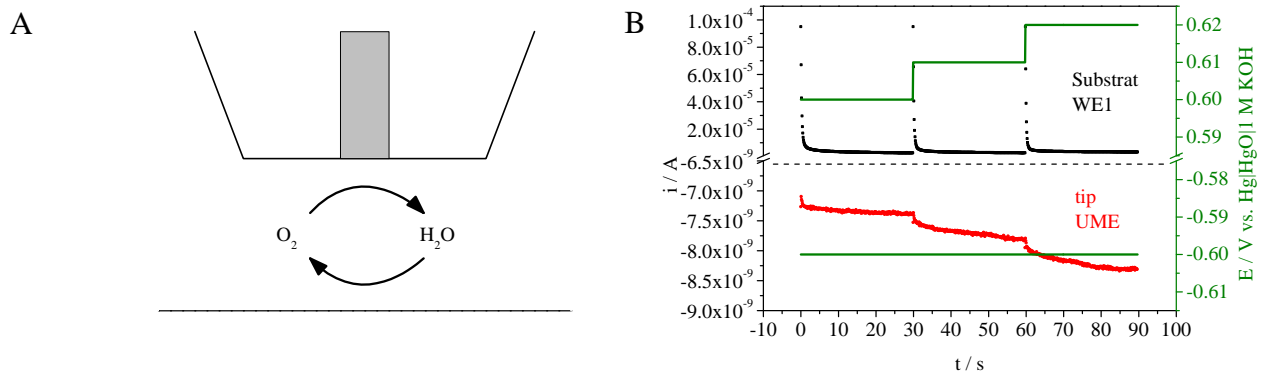 A
O₂
H₂O
B
1.0x10⁻⁴
8.0x10⁻⁵
6.0x10⁻⁵
4.0x10⁻⁵
2.0x10⁻⁵
-6.5x10⁻⁹
-7.0x10⁻⁹
-7.5x10⁻⁹
-8.0x10⁻⁹
-8.5x10⁻⁹
-9.0x10⁻⁹
i / A
Substrat
WE1
tip
UME
0.62
0.61
0.60
0.59
-0.58
-0.59
-0.60
-0.61
E / V vs. Hg|HgO|1 M KOH
-10 0 10 20 30 40 50 60 70 80 90 100
t / s